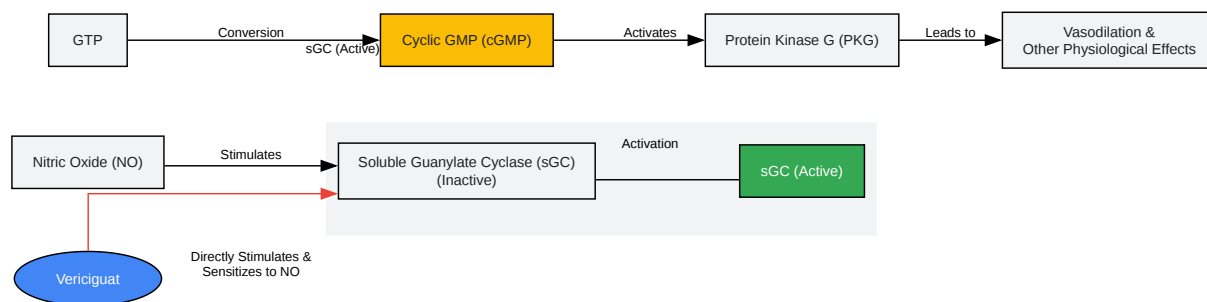 GTP
Conversion
sGC (Active)
Cyclic GMP (cGMP)
Activates
Protein Kinase G (PKG)
Leads to
Vasodilation &
Other Physiological Effects
Nitric Oxide (NO)
Stimulates
Soluble Guanylate Cyclase (sGC)
(Inactive)
Activation
sGC (Active)
Directly Stimulates &
Sensitizes to NO
Vericiguat